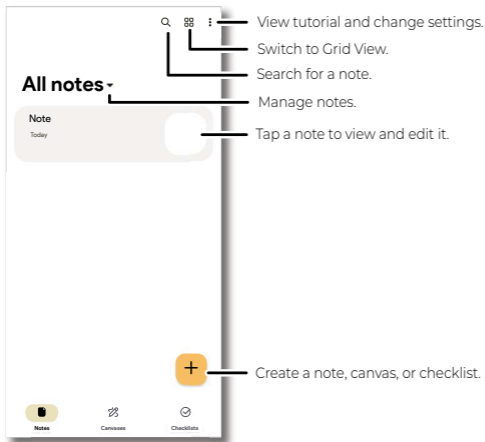 View tutorial and change settings.
Switch to Grid View.
Search for a note.
All notes
Manage notes.
Note
Today
Tap a note to view and edit it.
Create a note, canvas, or checklist.
Notes
Canvases
Checklists